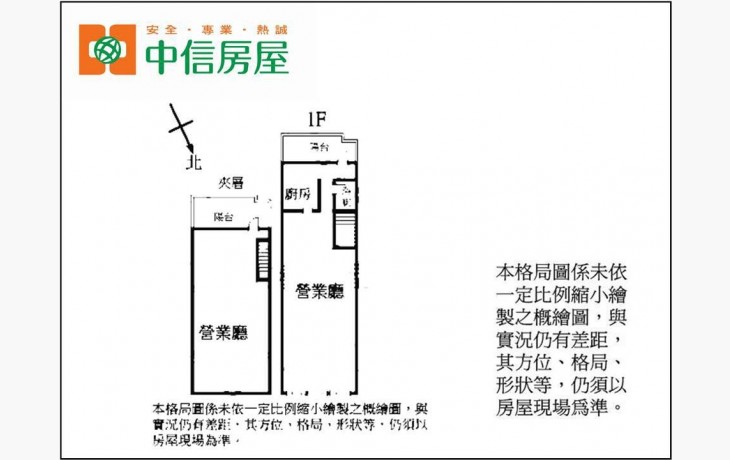 安全・專業・熱誠
中信房屋
北
1F
陽台
廚房
營業廳
夾層
陽台
營業廳
本格局圖係未依一定比例縮小繪製之概繪圖，與
實況仍有差距．其方位、格局、形狀等，仍須以
房屋現場為準。
本格局圖係未依
一定比例縮小繪
製之概繪圖，與
實況仍有差距，
其方位、格局、
形狀等，仍須以
房屋現場為準。